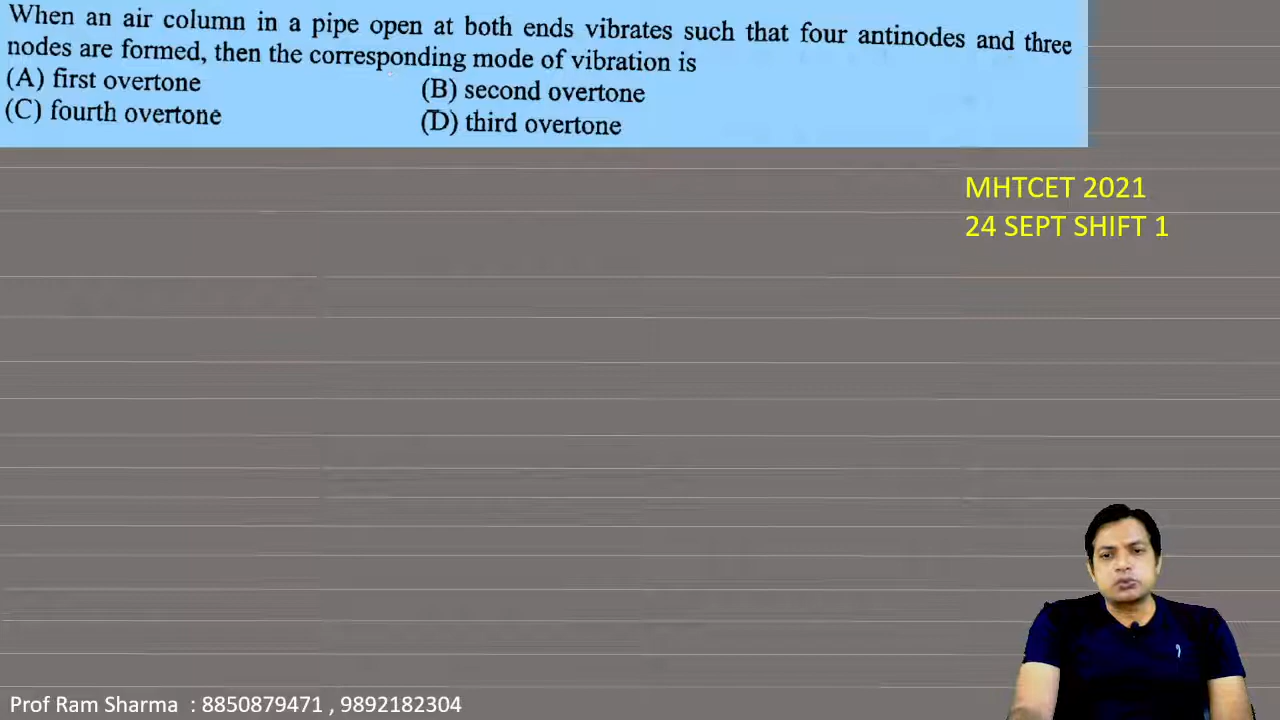 When an air column in a pipe open at both ends vibrates such that four antinodes and three
nodes are formed, then the corresponding mode of vibration is
(A) first overtone
(B) second overtone
(C) fourth overtone
(D) third overtone
MHTCET 2021
24 SEPT SHIFT 1
Prof Ram Sharma : 8850879471 , 9892182304